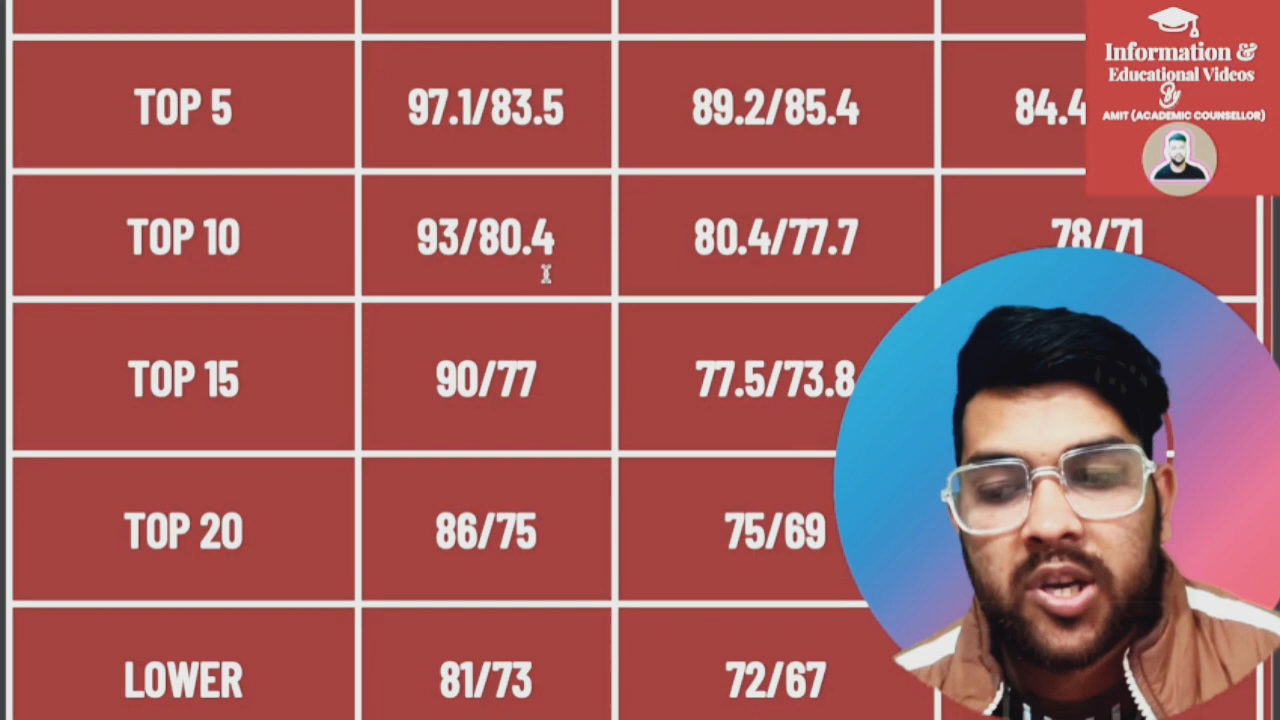 Information &
Educational Videos
By
AMIT (ACADEMIC COUNSELLOR)
TOP 5 97.1/83.5 89.2/85.4 84.4
TOP 10 93/80.4 80.4/77.7 78/71
TOP 15 90/77 77.5/73.8
TOP 20 86/75 75/69
LOWER 81/73 72/67